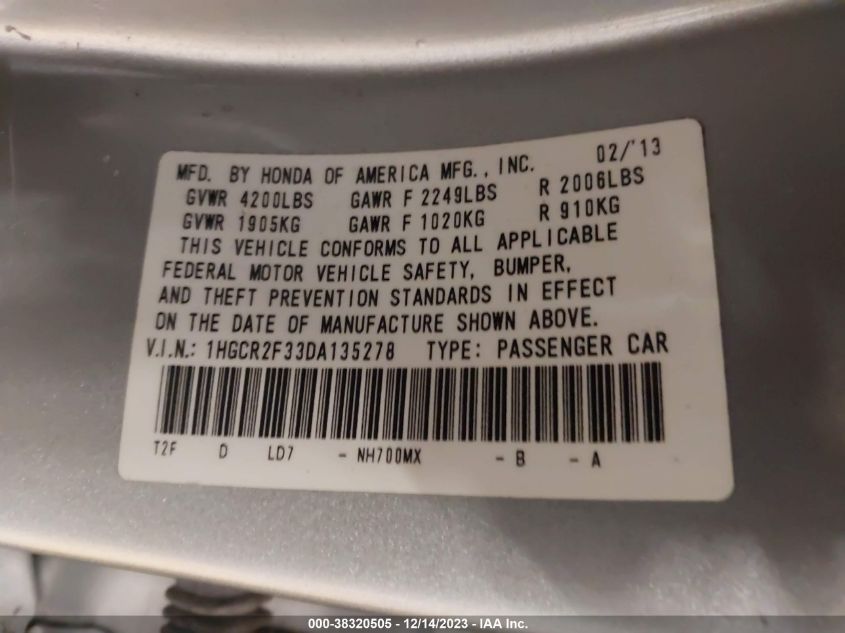 MFD. BY HONDA OF AMERICA MFG., INC. 02/'13
GVWR 4200LBS GAWR F 2249LBS R 2006LBS
GVWR 1905KG GAWR F 1020KG R 910KG
THIS VEHICLE CONFORMS TO ALL APPLICABLE
FEDERAL MOTOR VEHICLE SAFETY, BUMPER,
AND THEFT PREVENTION STANDARDS IN EFFECT
ON THE DATE OF MANUFACTURE SHOWN ABOVE.
V.I.N.: 1HGCR2F33DA135278 TYPE: PASSENGER CAR
T2F D LD7 - NH700MX - B - A
000-38320505 - 12/14/2023 - IAA Inc.